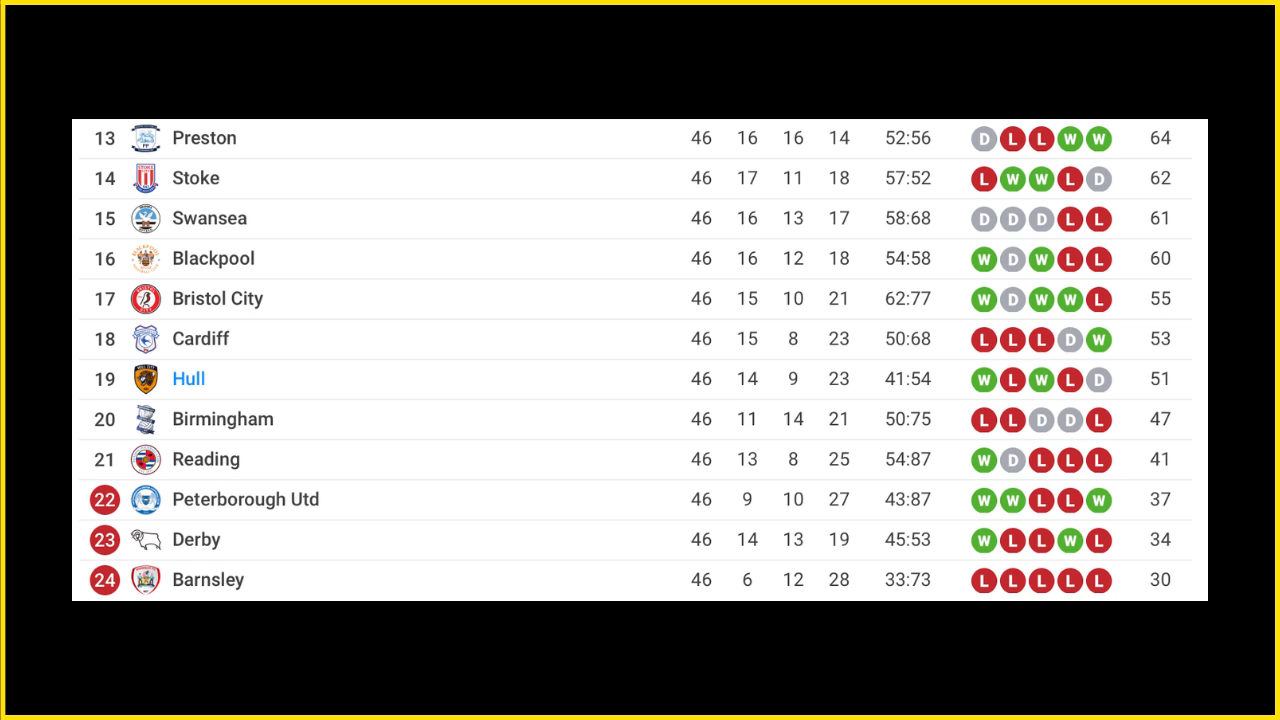 13 Preston 46 16 16 14 52:56 D L L W W 64
14 Stoke 46 17 11 18 57:52 L W W L D 62
15 Swansea 46 16 13 17 58:68 D D D L L 61
16 Blackpool 46 16 12 18 54:58 W D W L L 60
17 Bristol City 46 15 10 21 62:77 W D W W L 55
18 Cardiff 46 15 8 23 50:68 L L L D W 53
19 Hull 46 14 9 23 41:54 W L W L D 51
20 Birmingham 46 11 14 21 50:75 L L D D L 47
21 Reading 46 13 8 25 54:87 W D L L L 41
22 Peterborough Utd 46 9 10 27 43:87 W W L L W 37
23 Derby 46 14 13 19 45:53 W L L W L 34
24 Barnsley 46 6 12 28 33:73 L L L L L 30